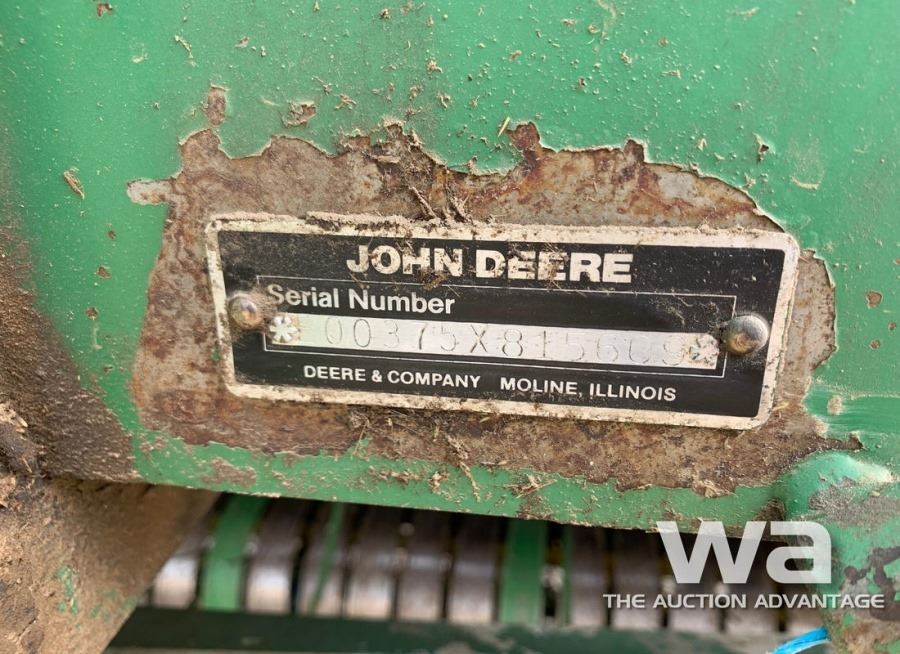 JOHN DEERE
Serial Number
* 00375X815609 *
DEERE & COMPANY MOLINE, ILLINOIS
wa
THE AUCTION ADVANTAGE